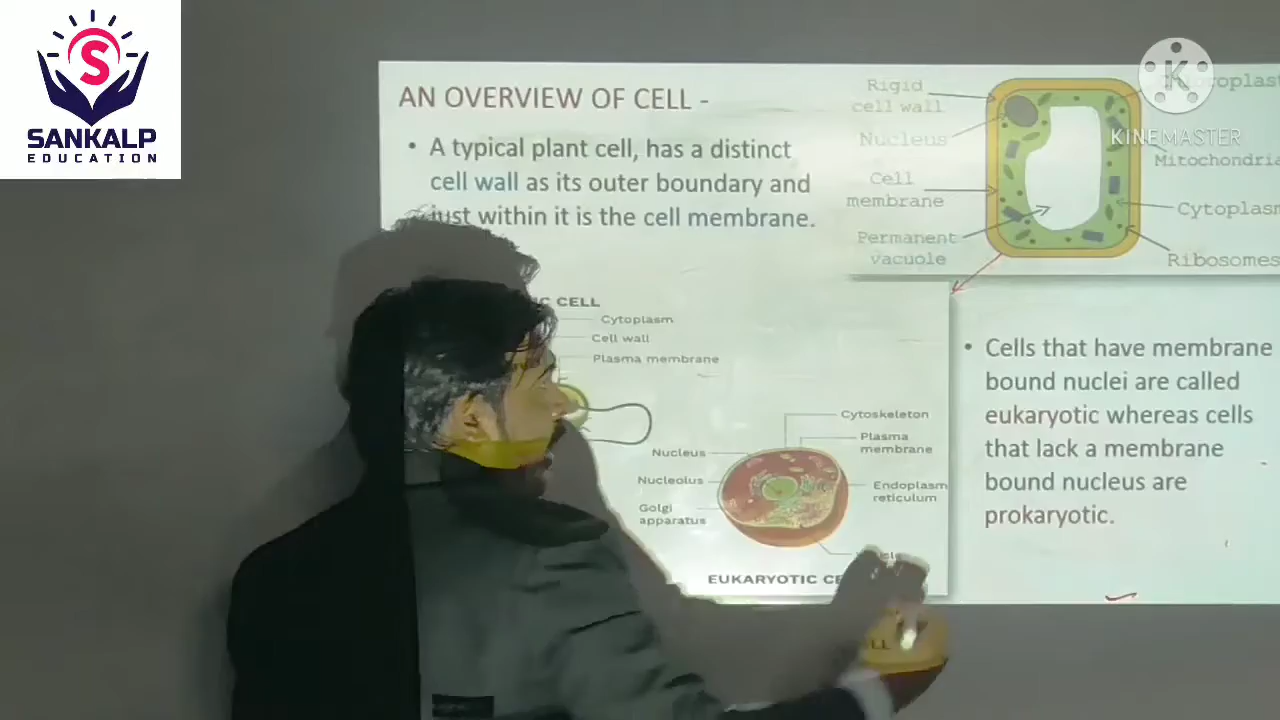 S
SANKALP
EDUCATION
AN OVERVIEW OF CELL -
• A typical plant cell, has a distinct
cell wall as its outer boundary and
just within it is the cell membrane.
Rigid
cell wall
Nucleus
Cell
membrane
Permanent
vacuole
K
KINEMASTER
Mitochondria
Cytoplasm
Ribosomes
CELL
Cytoplasm
Cell wall
Plasma membrane
Cytoskeleton
Plasma
membrane
Nucleus
Nucleolus
Endoplasm
reticulum
Golgi
apparatus
EUKARYOTIC
• Cells that have membrane
bound nuclei are called
eukaryotic whereas cells
that lack a membrane
bound nucleus are
prokaryotic.